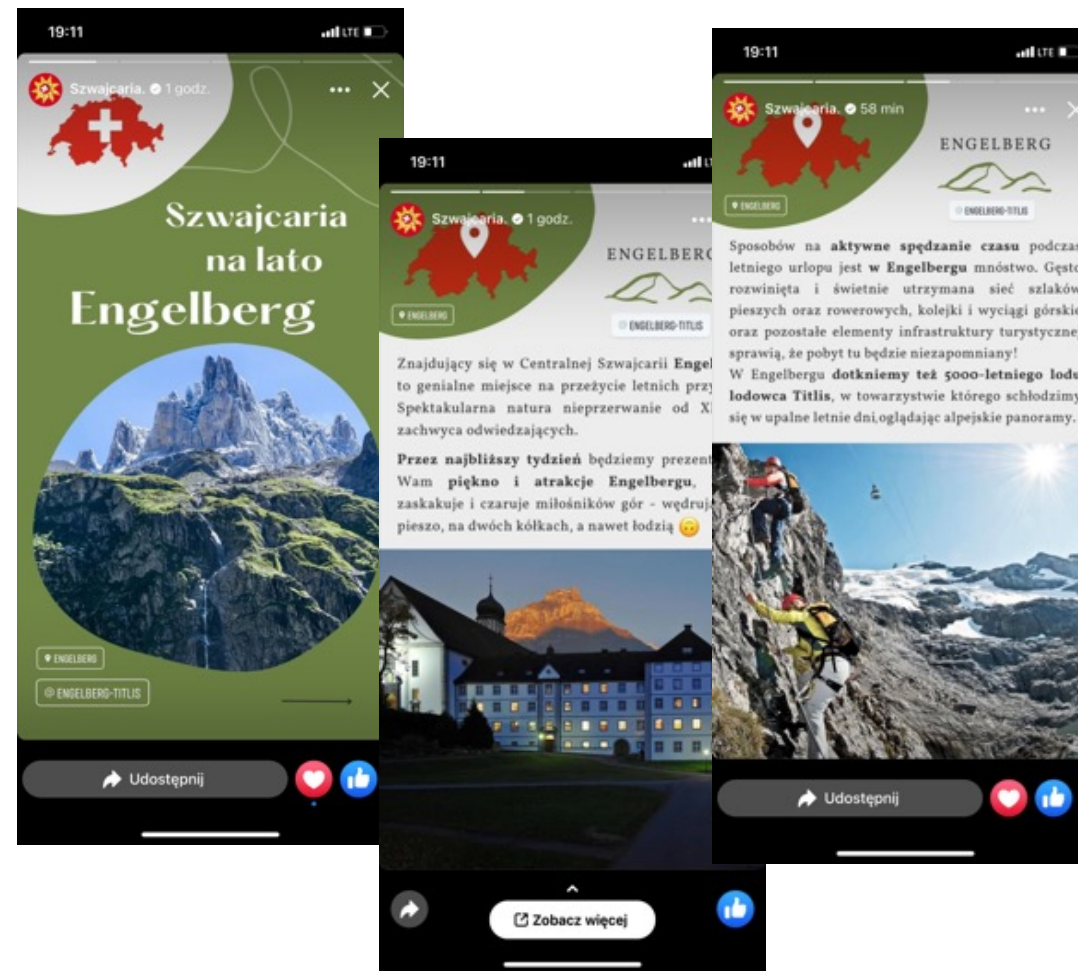 19:11
LTE
Szwajcaria. 1 godz.
Szwajcaria
na lato
Engelberg
ENGELBERG
@ ENGELBERG-TITLIS
Udostępnij
19:11
Szwajcaria. 1 godz.
ENGELBERG
ENGELBERG
@ ENGELBERG-TITLIS
Znajdujący się w Centralnej Szwajcarii
to genialne miejsce na przeżycie letnich
Spektakularna natura nieprzerwanie od
zachwyca odwiedzających.
Przez najbliższy tydzień będziemy
Wam piękno i atrakcje Engelbergu,
zaskakuje i czaruje miłośników gór -
pieszo, na dwóch kółkach, a nawet łodzią
Zobacz więcej
19:11
LTE
Szwajcaria. 58 min
ENGELBERG
ENGELBERG
@ ENGELBERG-TITLIS
Sposobów na aktywne spędzanie czasu podczas
letniego urlopu jest w Engelbergu mnóstwo. Gęsto
rozwinięta i świetnie utrzymana sieć szlaków
pieszych oraz rowerowych, kolejki i wyciągi górskie
oraz pozostałe elementy infrastruktury turystycznej
sprawią, że pobyt tu będzie niezapomniany!
W Engelbergu dotkniemy też 5000-letniego lodu
lodowca Titlis, w towarzystwie którego schłodzimy
się w upalne letnie dni,oglądając alpejskie panoramy.
Udostępnij